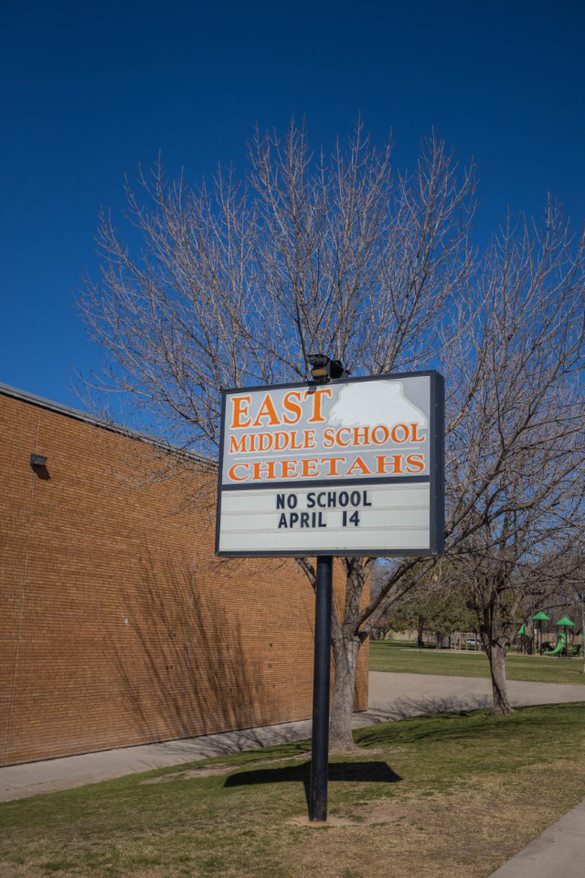 EAST
MIDDLE SCHOOL
CHEETAHS
NO SCHOOL
APRIL 14